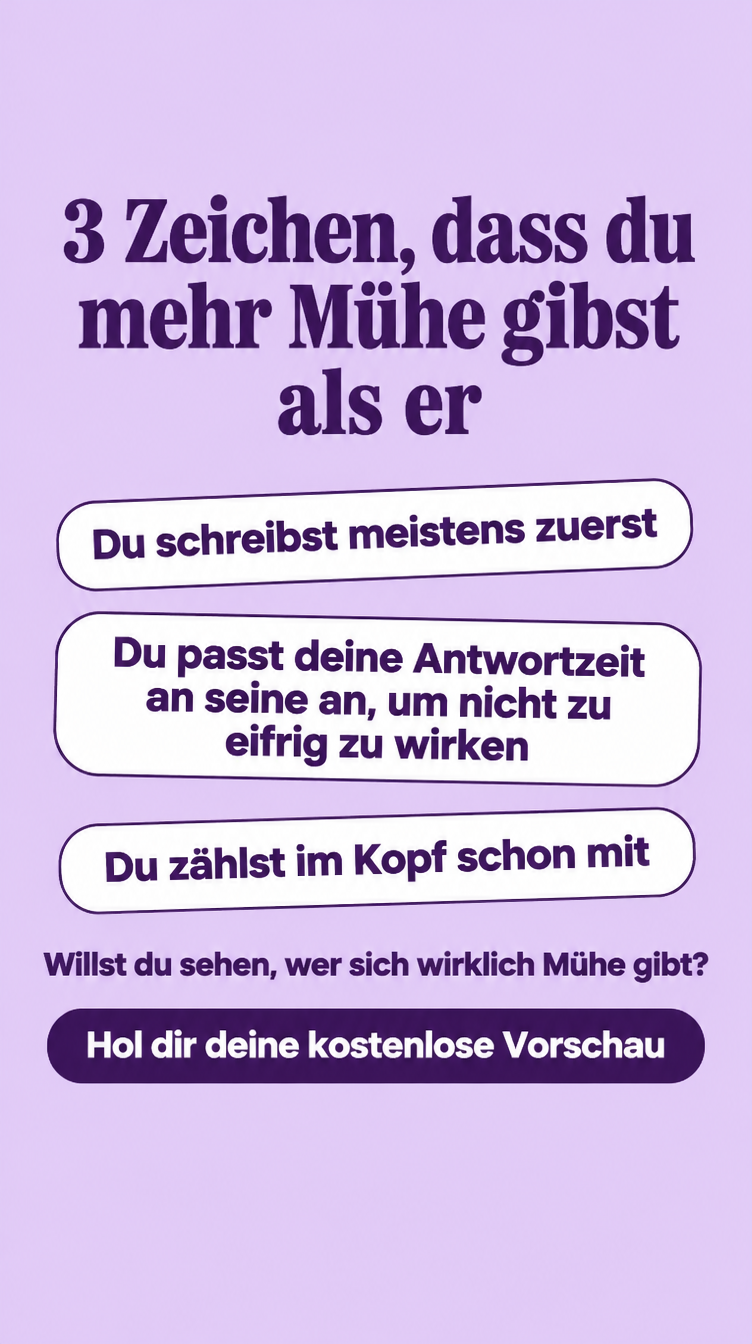 3 Zeichen, dass du
mehr Mühe gibst
als er
Du schreibst meistens zuerst
Du passt deine Antwortzeit
an seine an, um nicht zu
eifrig zu wirken
Du zählst im Kopf schon mit
Willst du sehen, wer sich wirklich Mühe gibt?
Hol dir deine kostenlose Vorschau